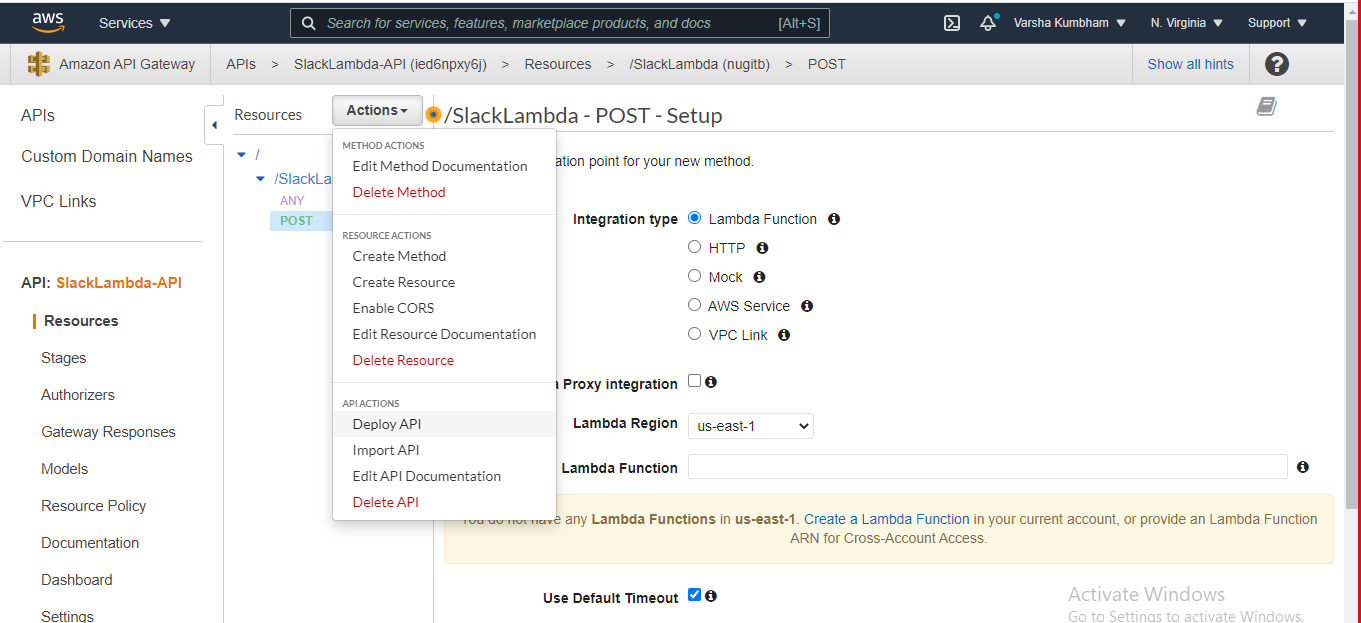 aws
Services
Search for services, features, marketplace products, and docs
[Alt+S]
Varsha Kumbham
N. Virginia
Support
Amazon API Gateway
APIs > SlackLambda-API (ied6npxy6j) > Resources > /SlackLambda (nugitb) > POST
Show all hints
?
APIs
Custom Domain Names
VPC Links
API: SlackLambda-API
Resources
Stages
Authorizers
Gateway Responses
Models
Resource Policy
Documentation
Dashboard
Settings
Resources
Actions
/
/SlackLa
ANY
POST
METHOD ACTIONS
Edit Method Documentation
Delete Method
RESOURCE ACTIONS
Create Method
Create Resource
Enable CORS
Edit Resource Documentation
Delete Resource
API ACTIONS
Deploy API
Import API
Edit API Documentation
Delete API
/SlackLambda - POST - Setup
ation point for your new method.
Integration type
Lambda Function
HTTP
Mock
AWS Service
VPC Link
Proxy integration
Lambda Region
us-east-1
Lambda Function
You do not have any Lambda Functions in us-east-1. Create a Lambda Function in your current account, or provide an Lambda Function
ARN for Cross-Account Access.
Use Default Timeout
Activate Windows
Go to Settings to activate Windows.